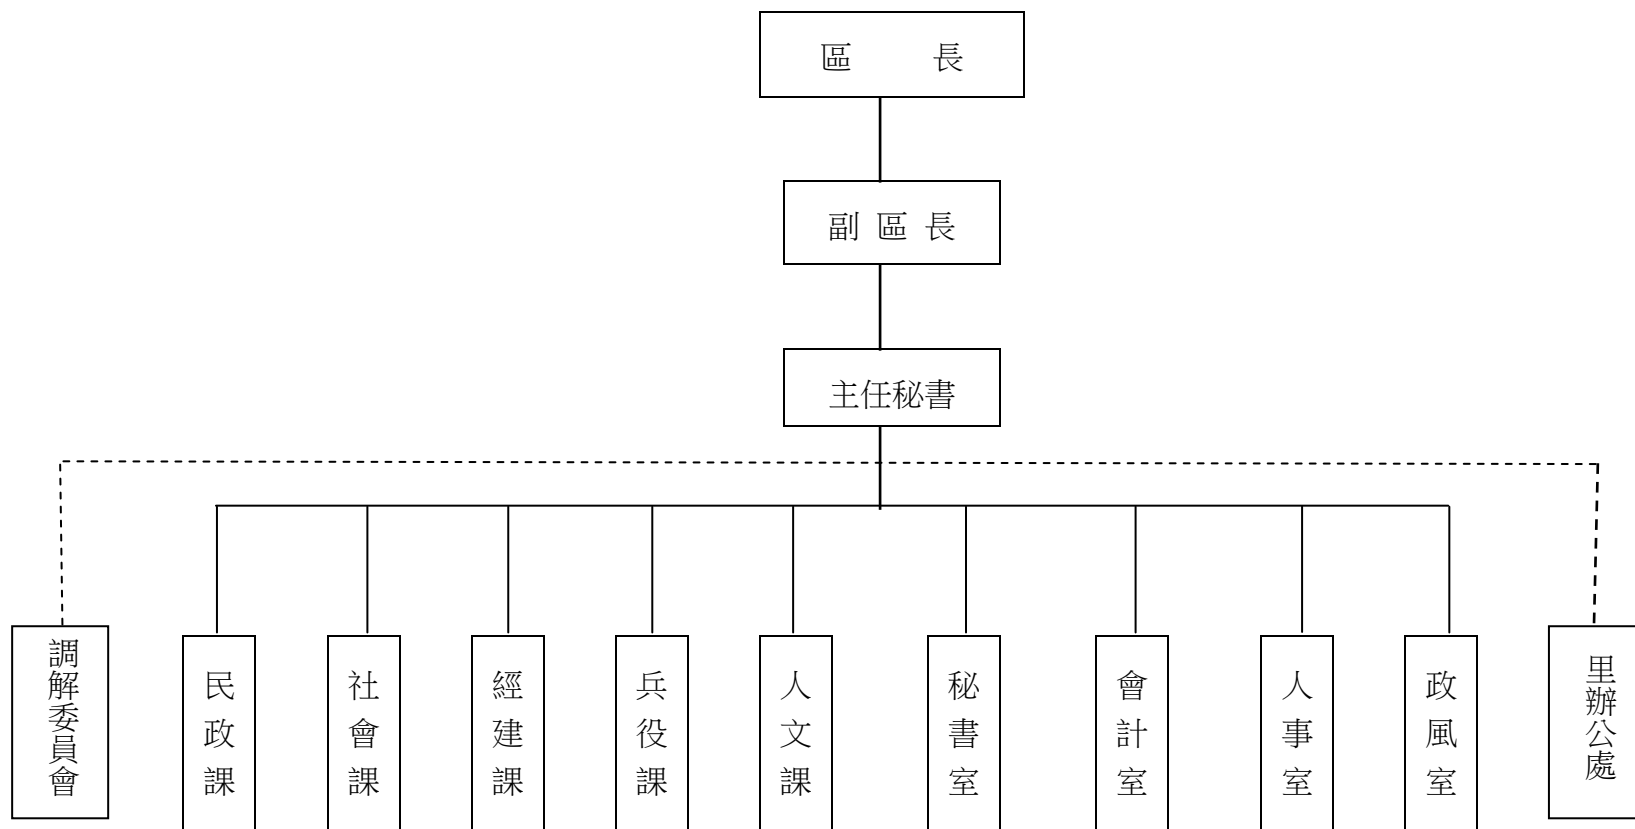 區 長
副 區 長
主任秘書
調解委員會
民政課
社會課
經建課
兵役課
人文課
秘書室
會計室
人事室
政風室
里辦公處